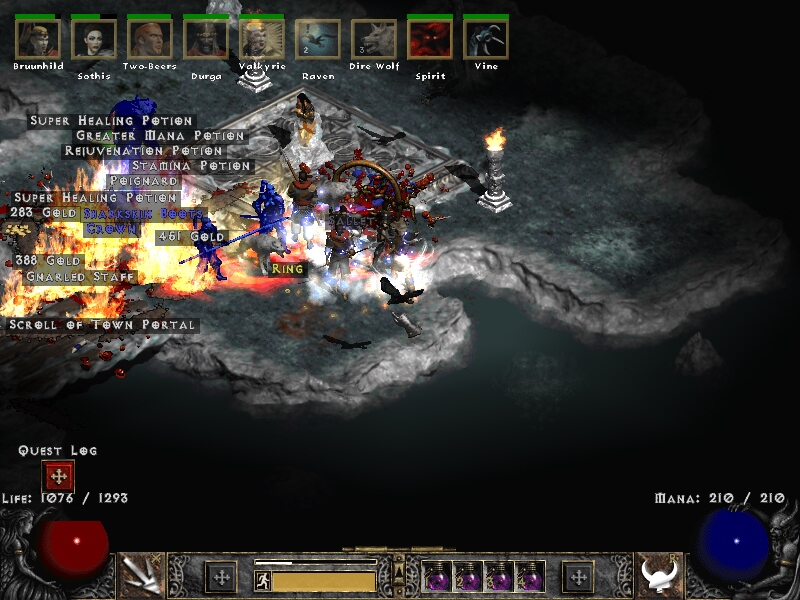 Bruunhild
Sothis
Two-Beers
Durga
Valkyrie
Raven
Dire Wolf
Spirit
Vine
2
3
Super Healing Potion
Greater Mana Potion
Rejuvenation Potion
Stamina Potion
Poignard
Super Healing Potion
283 Gold
Sharkskin Boots
Crown
461 Gold
388 Gold
Ring
Gnarled Staff
Scroll of Town Portal
Quest Log
Life: 1076 / 1293
Mana: 210 / 210